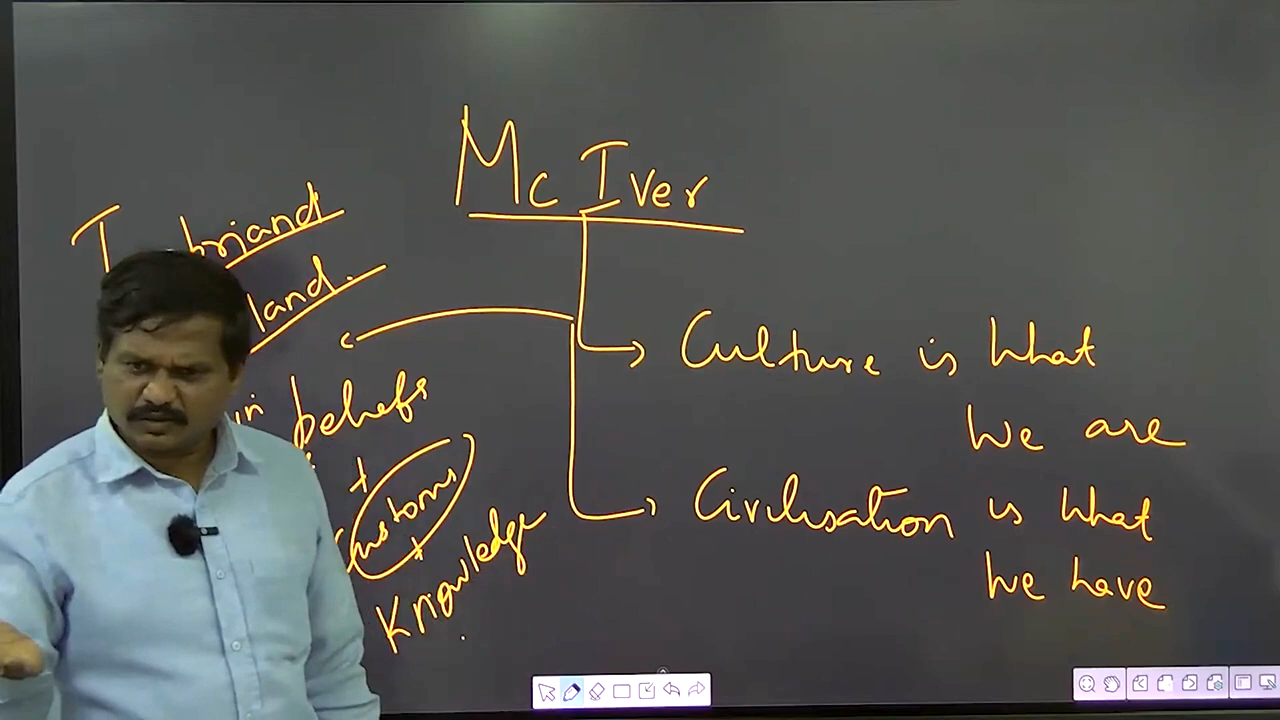 Mc Iver
land.
beliefs
+
Customs
+
Knowledge
Culture is what
we are
Civilisation is what
we have